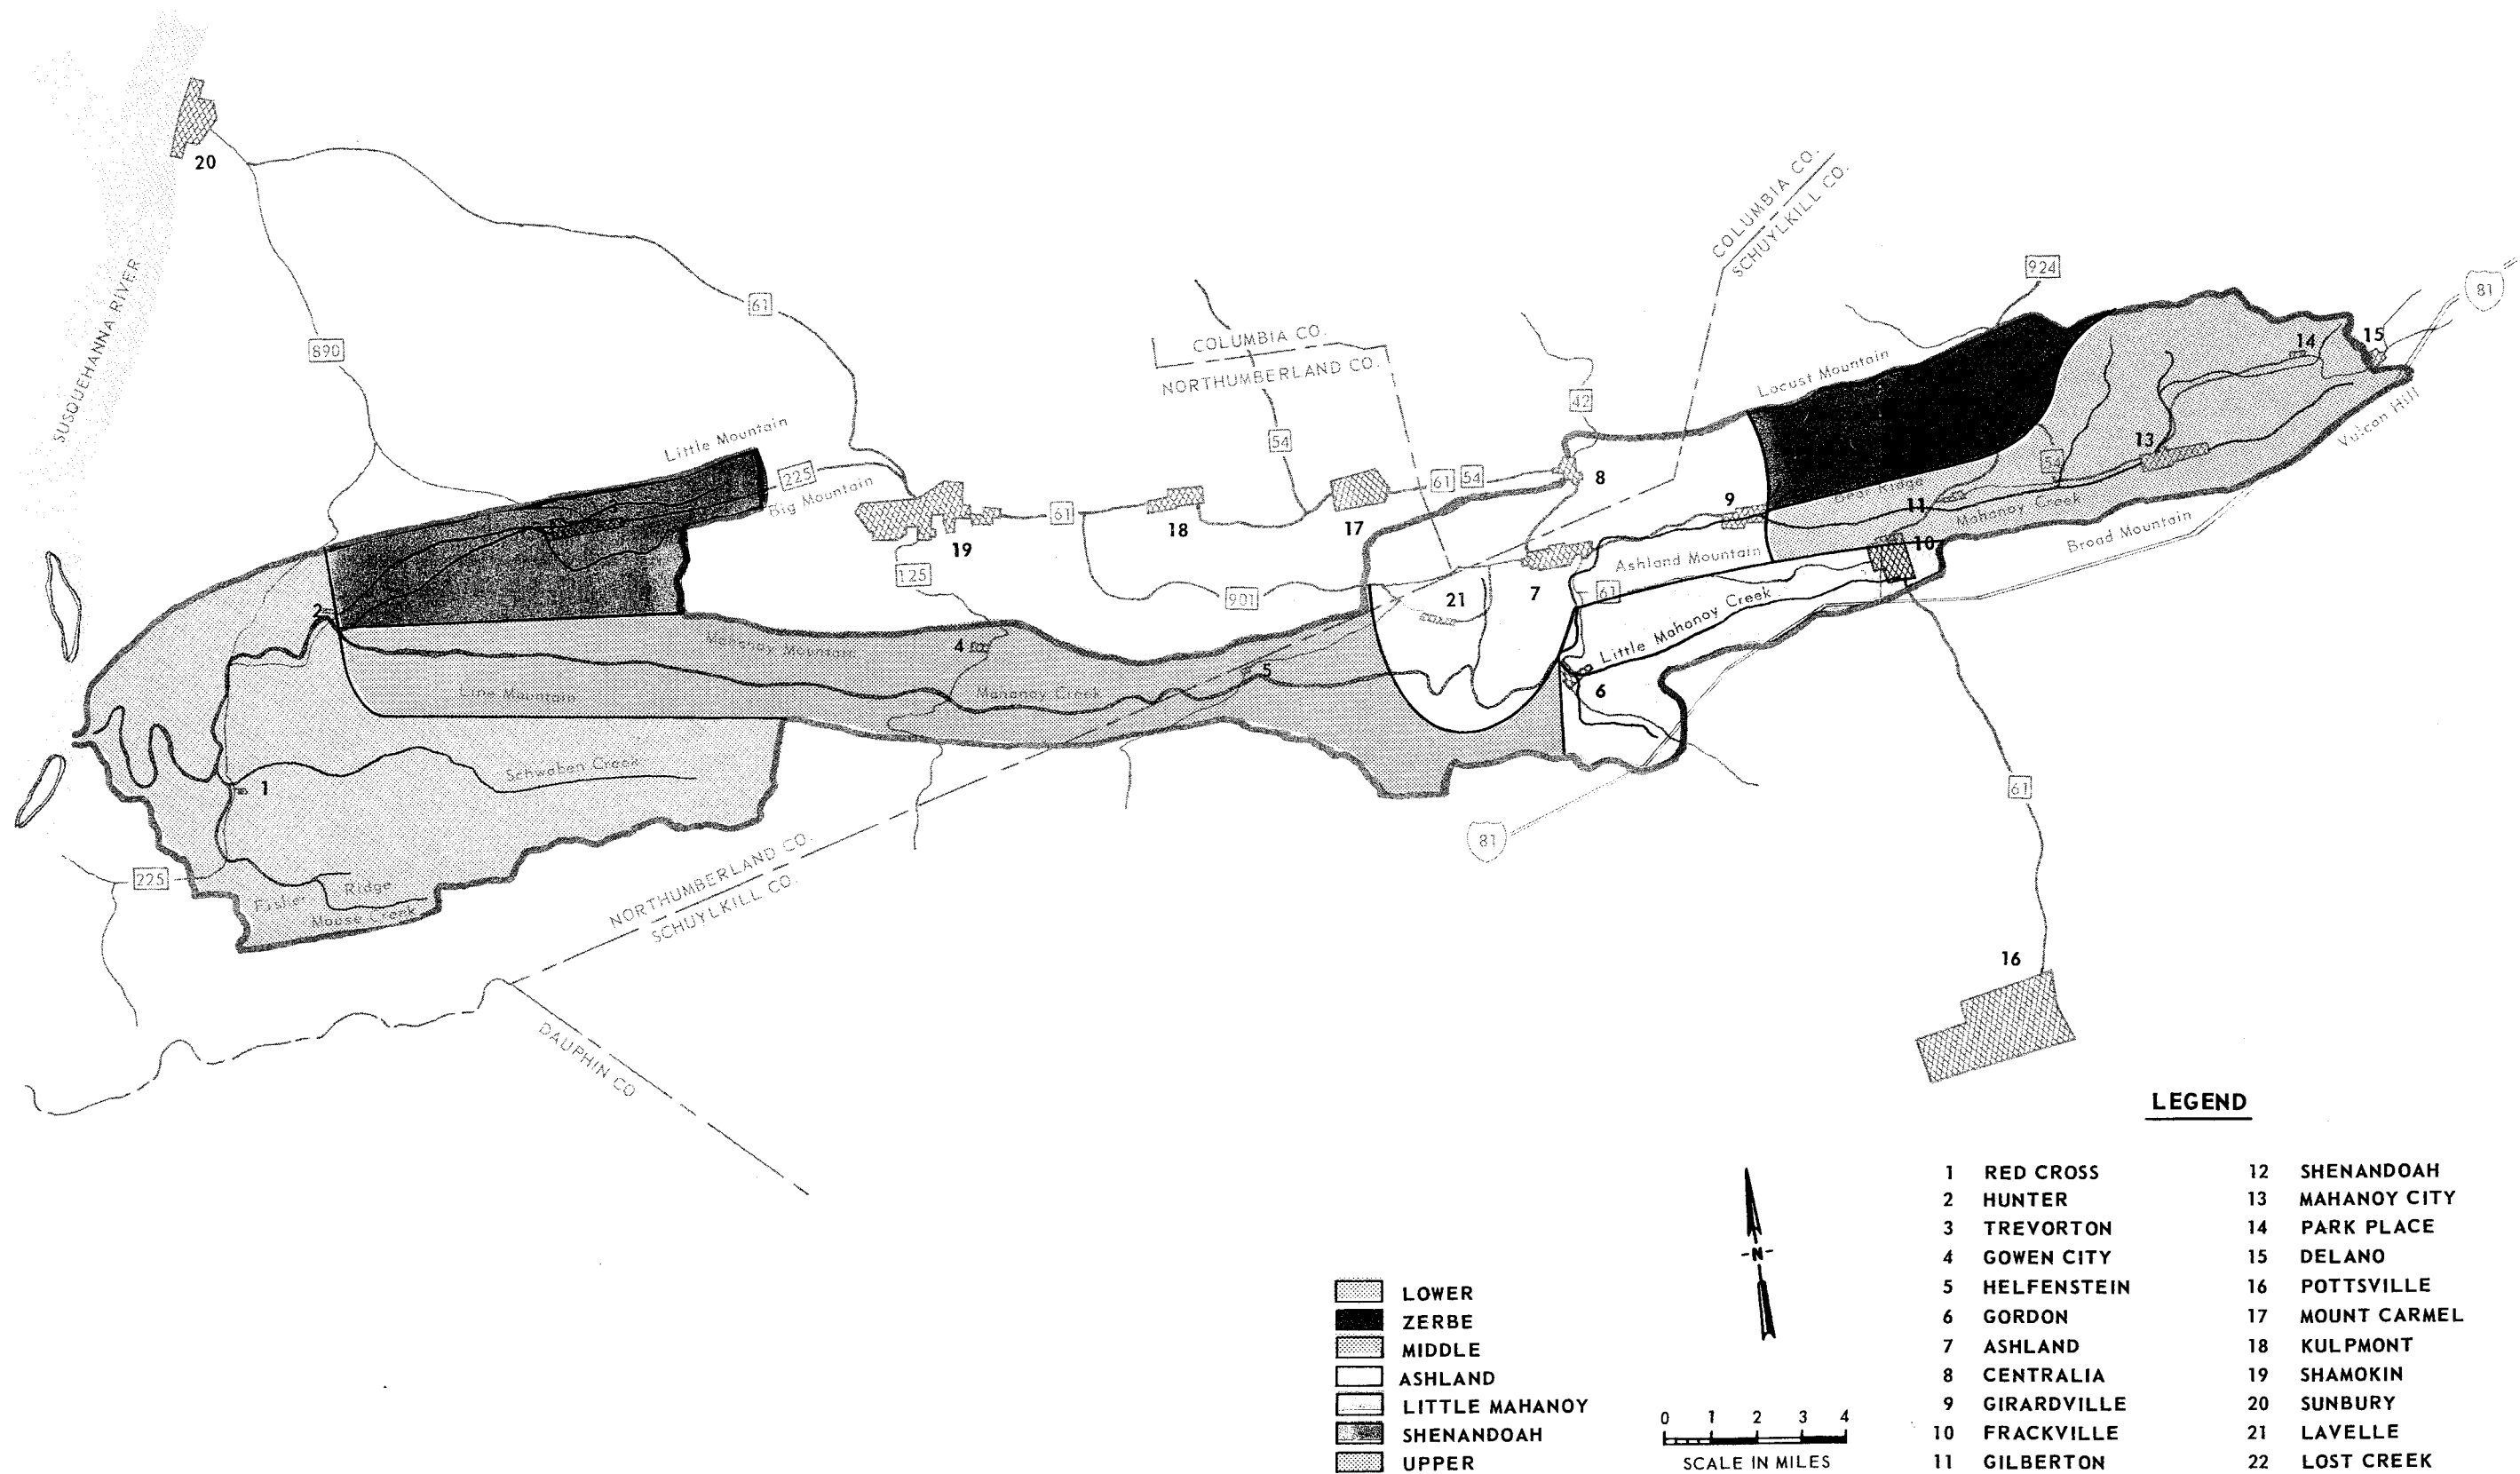 20
SUSQUEHANNA RIVER
890
61
COLUMBIA CO.
SCHUYLKILL CO.
COLUMBIA CO.
NORTHUMBERLAND CO.
924
81
15
14
Locust Mountain
42
54
Little Mountain
225
Big Mountain
61
54
8
13
Vulcan Hill
54
Bear Ridge
9
11
Mahanoy Creek
61
18
17
19
10
Broad Mountain
Ashland Mountain
125
901
21
7
61
2
Little Mahanoy Creek
Mahanoy Mountain
4
5
Line Mountain
Mahanoy Creek
6
Schwaben Creek
1
61
81
225
NORTHUMBERLAND CO.
SCHUYLKILL CO.
Fisher Ridge
Mouse Creek
16
DAUPHIN CO
LEGEND
1 RED CROSS
2 HUNTER
3 TREVORTON
4 GOWEN CITY
5 HELFENSTEIN
6 GORDON
7 ASHLAND
8 CENTRALIA
9 GIRARDVILLE
10 FRACKVILLE
11 GILBERTON
12 SHENANDOAH
13 MAHANOY CITY
14 PARK PLACE
15 DELANO
16 POTTSVILLE
17 MOUNT CARMEL
18 KULPMONT
19 SHAMOKIN
20 SUNBURY
21 LAVELLE
22 LOST CREEK
-N-
LOWER
ZERBE
MIDDLE
ASHLAND
LITTLE MAHANOY
SHENANDOAH
UPPER
0 1 2 3 4
SCALE IN MILES